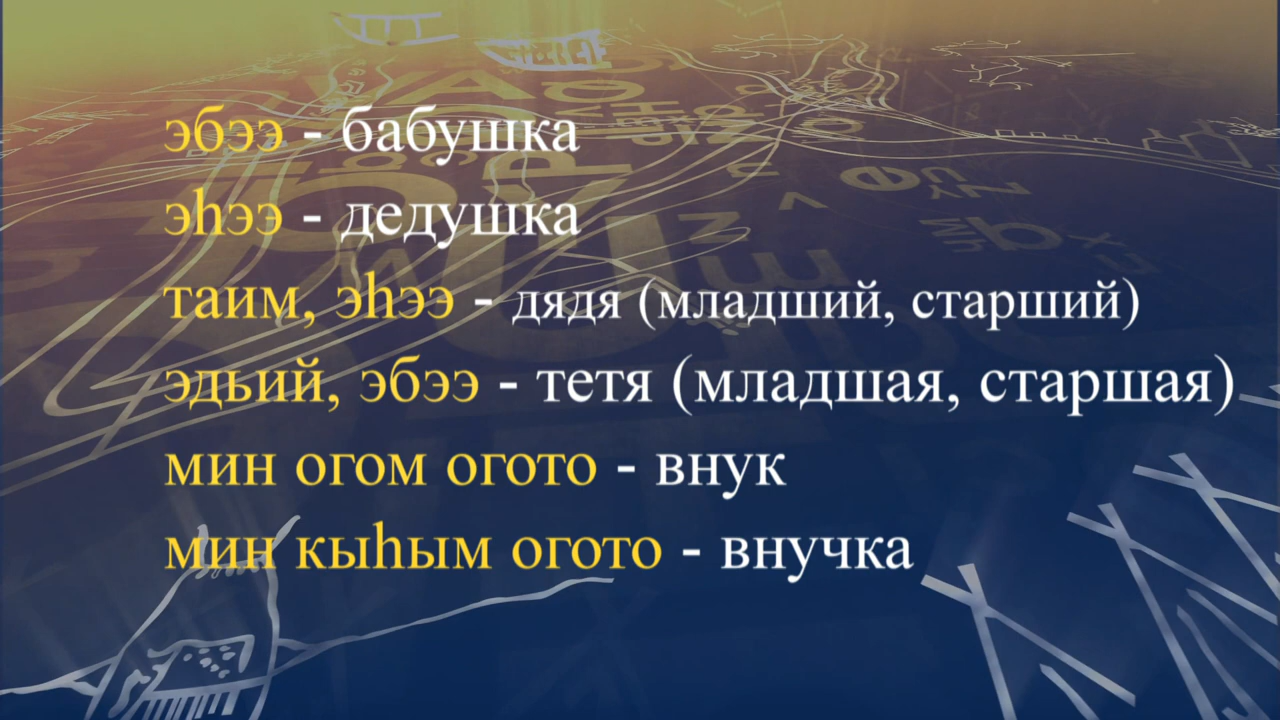 эбээ - бабушка
эһээ - дедушка
таим, эһээ - дядя (младший, старший)
эдьий, эбээ - тетя (младшая, старшая)
мин огом огото - внук
мин кыһым огото - внучка